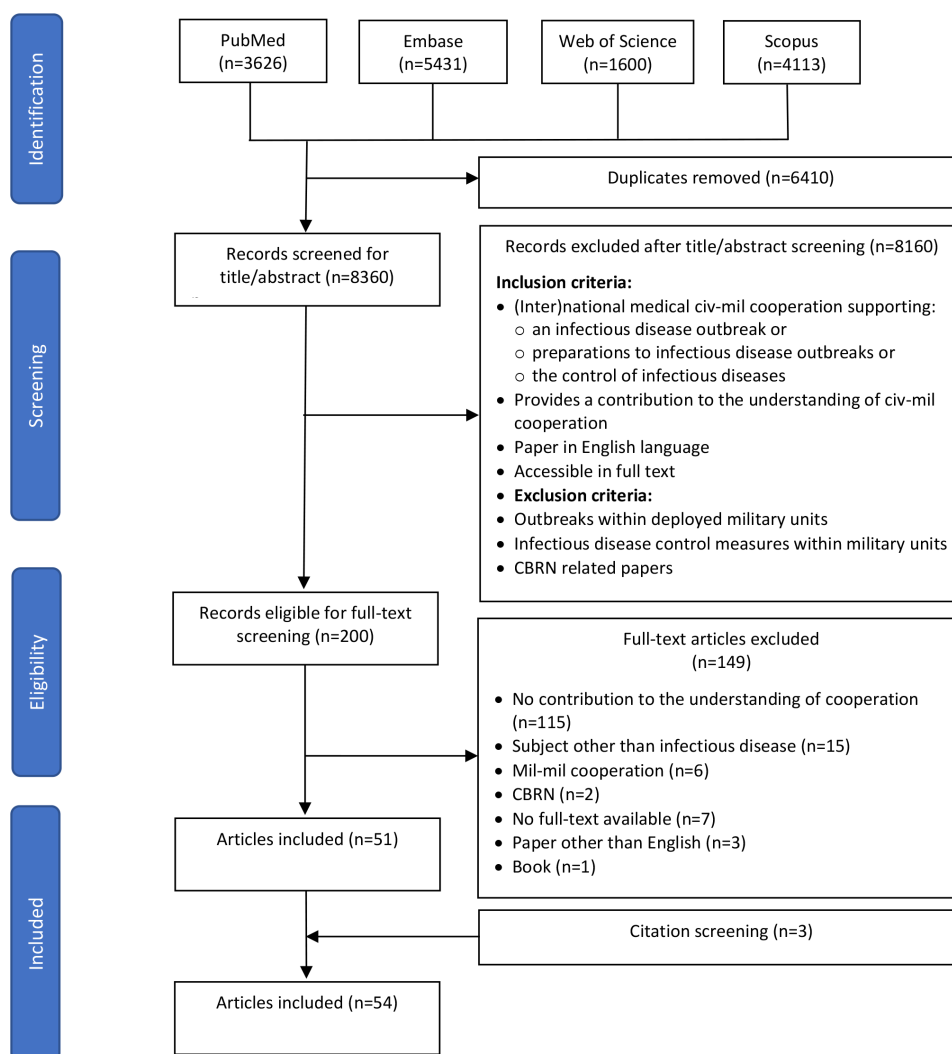 Identification
PubMed
(n=3626)
Embase
(n=5431)
Web of Science
(n=1600)
Scopus
(n=4113)
Duplicates removed (n=6410)
Screening
Records screened for
title/abstract (n=8360)
Records excluded after title/abstract screening (n=8160)
Inclusion criteria:
• (Inter)national medical civ-mil cooperation supporting:
○ an infectious disease outbreak or
○ preparations to infectious disease outbreaks or
○ the control of infectious diseases
• Provides a contribution to the understanding of civ-mil
cooperation
• Paper in English language
• Accessible in full text
• Exclusion criteria:
• Outbreaks within deployed military units
• Infectious disease control measures within military units
• CBRN related papers
Eligibility
Records eligible for full-text
screening (n=200)
Full-text articles excluded
(n=149)
• No contribution to the understanding of cooperation
(n=115)
• Subject other than infectious disease (n=15)
• Mil-mil cooperation (n=6)
• CBRN (n=2)
• No full-text available (n=7)
• Paper other than English (n=3)
• Book (n=1)
Included
Articles included (n=51)
Citation screening (n=3)
Articles included (n=54)